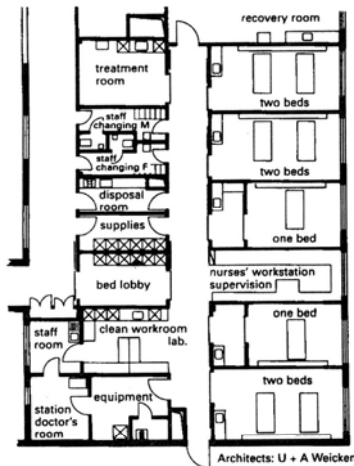 recovery room
treatment
room
two beds
staff
changing M
staff
changing F
two beds
disposal
room
supplies
one bed
bed lobby
nurses' workstation
supervision
staff
room
clean workroom
lab.
one bed
equipment
station
doctor's
room
two beds
Architects: U + A Weicken